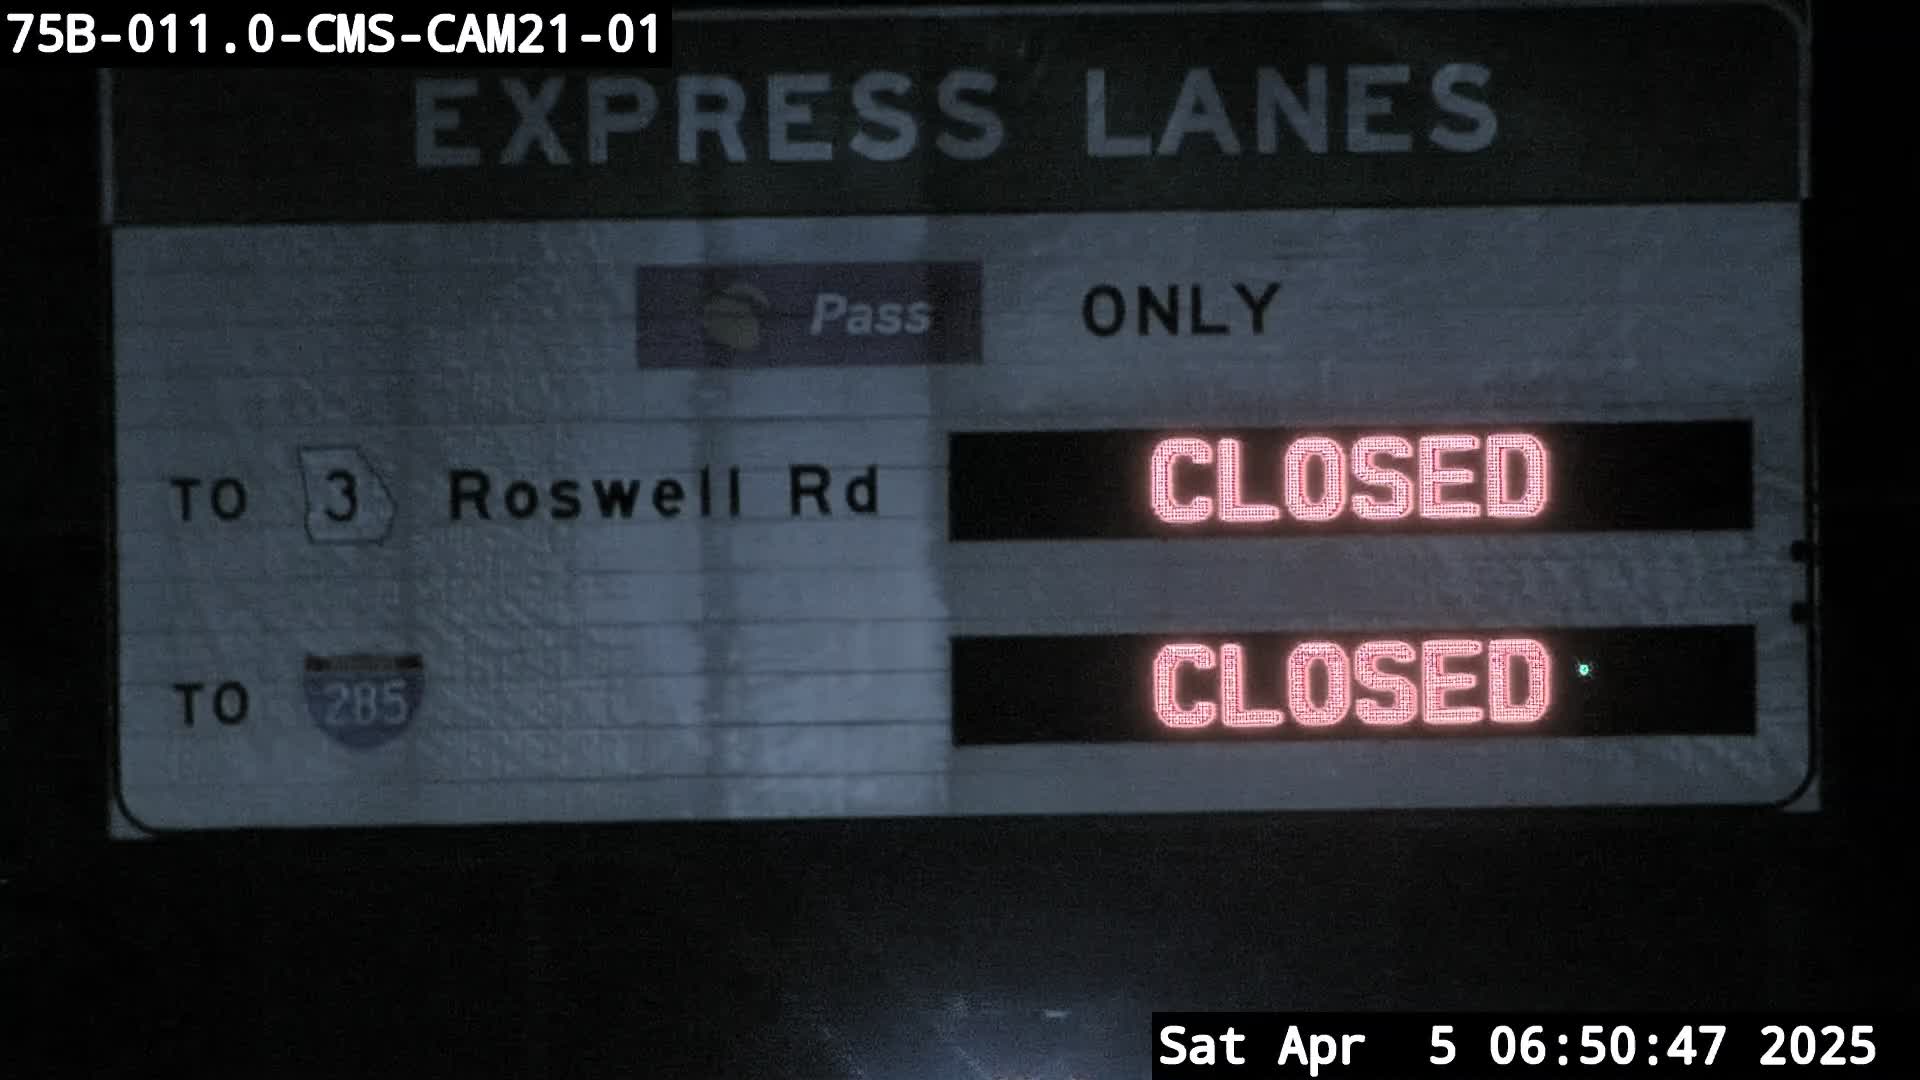 75B-011.0-CMS-CAM21-01
EXPRESS LANES
Pass ONLY
TO 3 Roswell Rd CLOSED
TO 285 CLOSED
Sat Apr 5 06:50:47 2025